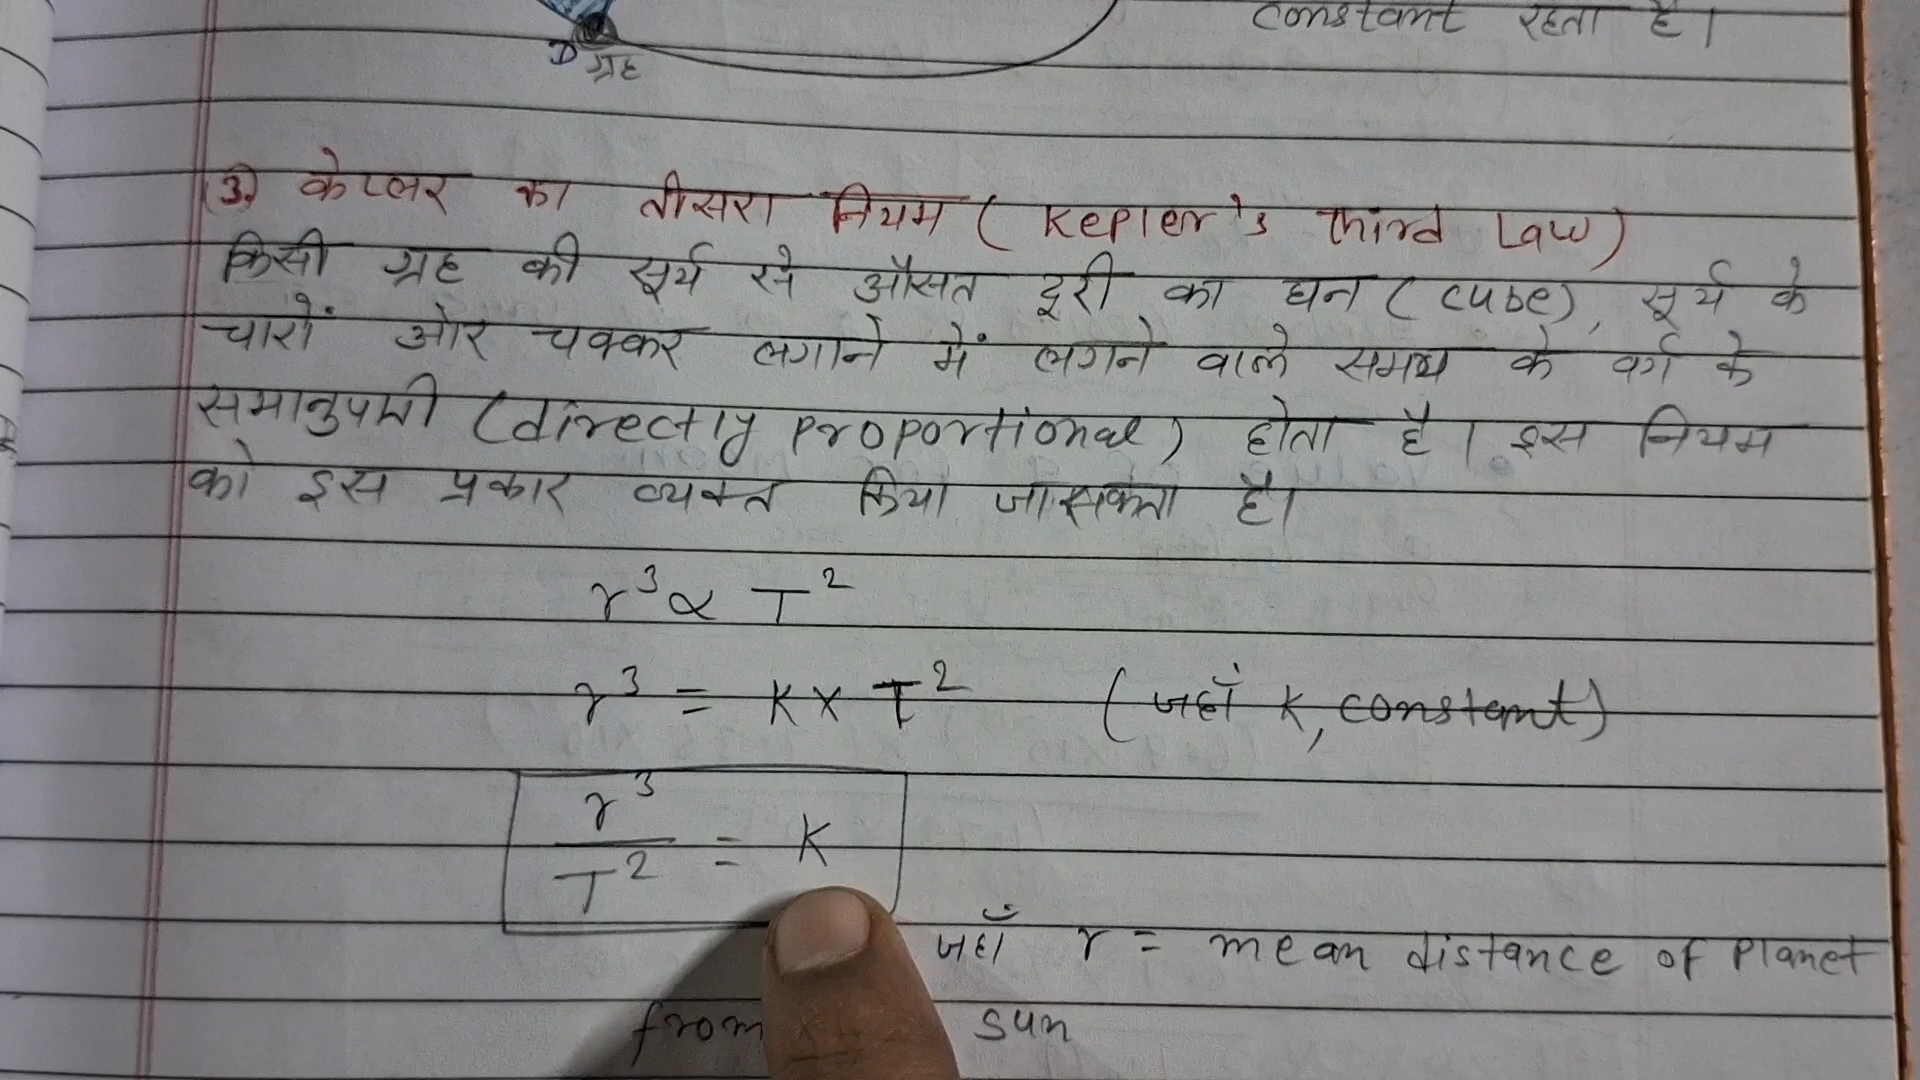 constant रहता है।
D ग्रह
(3) केप्लर का तीसरा नियम ( Kepler's Third Law)
किसी ग्रह की सूर्य से औसत दूरी का घन (cube), सूर्य के
चारों ओर चक्कर लगाने में लगने वाले समय के वर्ग के
समानुपाती (directly proportional) होता है। इस नियम
को इस प्रकार व्यक्त किया जा सकता है।
r³ ∝ T²
r³ = K × T² (जहाँ K, constant)
r³/T² = K
जहाँ r = mean distance of Planet
from sun